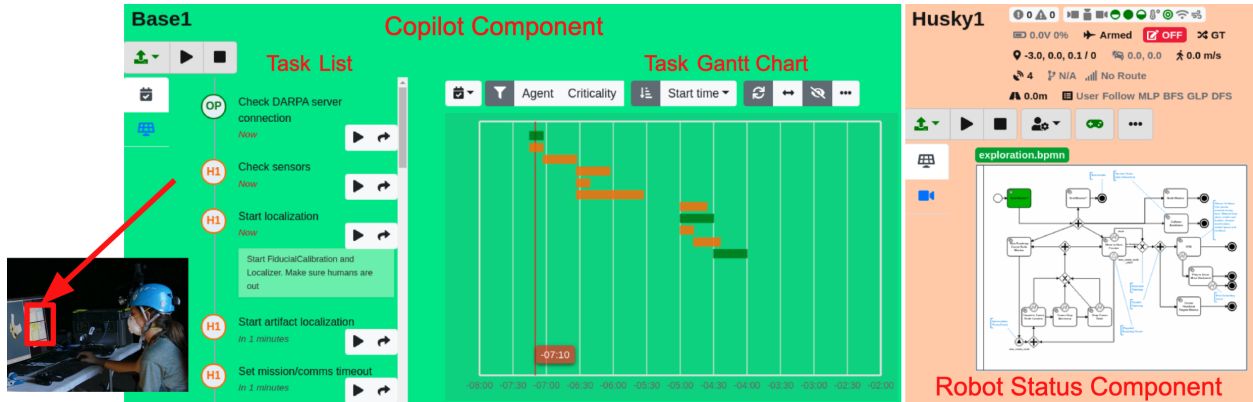 Base1
Copilot Component
Task List
Task Gantt Chart
OP
Check DARPA server
connection
Now
H1
Check sensors
Now
H1
Start localization
Now
Start FiducialCalibration and
Localizer. Make sure humans are
out
H1
Start artifact localization
In 1 minutes
H1
Set mission/comms timeout
In 1 minutes
Agent Criticality
Start time
-07:10
-08:00 -07:30 -07:00 -06:30 -06:00 -05:30 -05:00 -04:30 -04:00 -03:30 -03:00 -02:30 -02:00
Husky1
0 0
0.0V 0% Armed OFF GT
-3.0, 0.0, 0.1 / 0 0.0, 0.0 0.0 m/s
4 N/A No Route
0.0m User Follow MLP BFS GLP DFS
exploration.bpmn
Robot Status Component